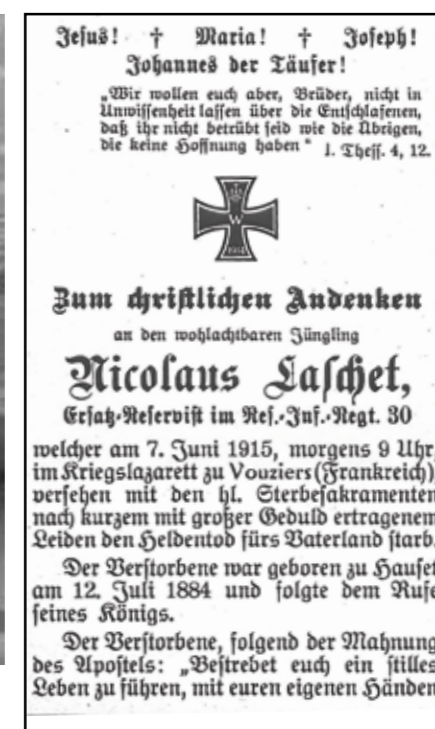 Jesus! † Maria! † Joseph!
Johannes der Täufer!
„Wir wollen euch aber, Brüder, nicht in
Unwissenheit lassen über die Entschlafenen,
daß ihr nicht betrübt seid wie die Übrigen,
die keine Hoffnung haben“ 1. Thess. 4, 12.
W
1914
Zum christlichen Andenken
an den wohlachtbaren Jüngling
Nicolaus Laschet,
Ersatz-Reservist im Res.-Inf.-Regt. 30
welcher am 7. Juni 1915, morgens 9 Uhr,
im Kriegslazarett zu Vouziers (Frankreich),
versehen mit den hl. Sterbesakramenten
nach kurzem mit großer Geduld ertragenem
Leiden den Heldentod fürs Vaterland starb.
Der Verstorbene war geboren zu Hauset
am 12. Juli 1884 und folgte dem Rufe
seines Königs.
Der Verstorbene, folgend der Mahnung
des Apostels: „Bestrebet euch ein stilles
Leben zu führen, mit euren eigenen Händen